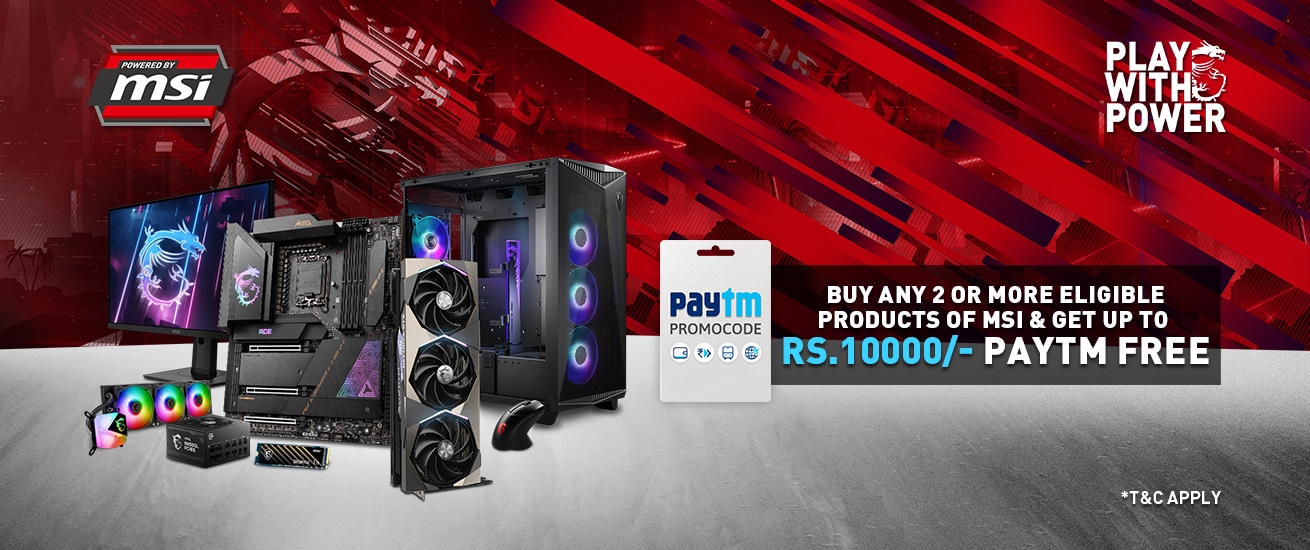 POWERED BY
msi
PLAY
WITH
POWER
ACE
paytm
PROMOCODE
BUY ANY 2 OR MORE ELIGIBLE
PRODUCTS OF MSI & GET UP TO
RS.10000/- PAYTM FREE
*T&C APPLY